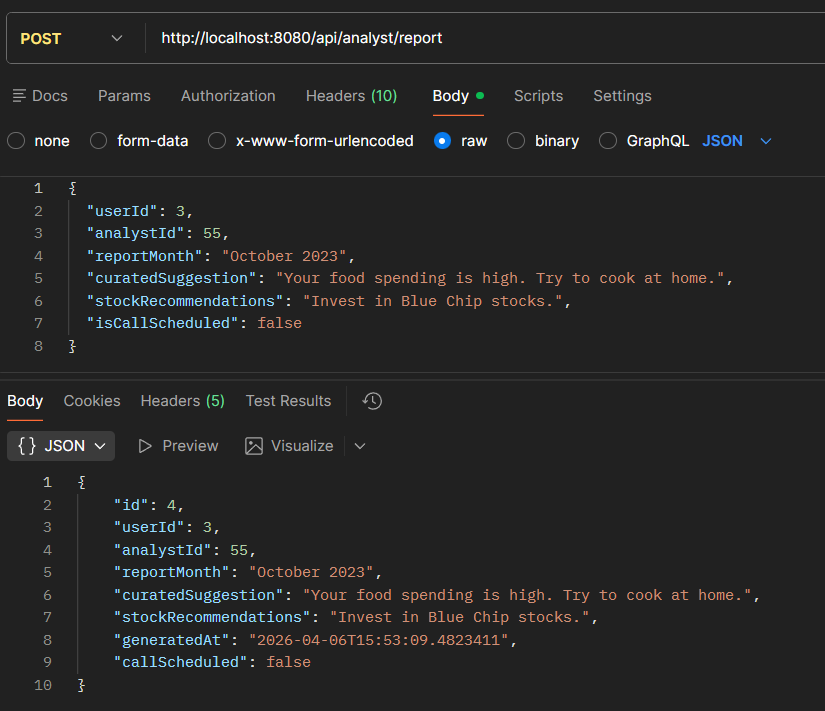 POST http://localhost:8080/api/analyst/report
Docs Params Authorization Headers (10) Body Scripts Settings
none form-data x-www-form-urlencoded raw binary GraphQL JSON
1 {
2 "userId": 3,
3 "analystId": 55,
4 "reportMonth": "October 2023",
5 "curatedSuggestion": "Your food spending is high. Try to cook at home.",
6 "stockRecommendations": "Invest in Blue Chip stocks.",
7 "isCallScheduled": false
8 }
Body Cookies Headers (5) Test Results
{} JSON Preview Visualize
1 {
2 "id": 4,
3 "userId": 3,
4 "analystId": 55,
5 "reportMonth": "October 2023",
6 "curatedSuggestion": "Your food spending is high. Try to cook at home.",
7 "stockRecommendations": "Invest in Blue Chip stocks.",
8 "generatedAt": "2026-04-06T15:53:09.4823411",
9 "callScheduled": false
10 }